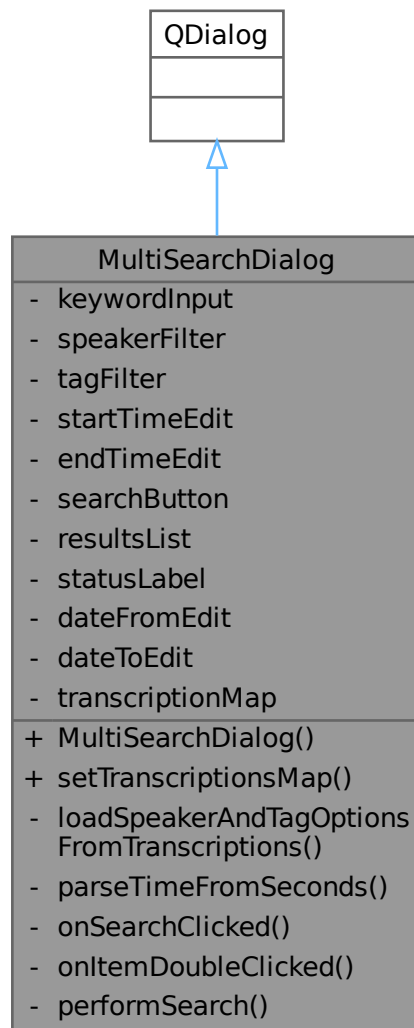 QDialog
MultiSearchDialog
- keywordInput
- speakerFilter
- tagFilter
- startTimeEdit
- endTimeEdit
- searchButton
- resultsList
- statusLabel
- dateFromEdit
- dateToEdit
- transcriptionMap
+ MultiSearchDialog()
+ setTranscriptionsMap()
- loadSpeakerAndTagOptions
FromTranscriptions()
- parseTimeFromSeconds()
- onSearchClicked()
- onItemDoubleClicked()
- performSearch()